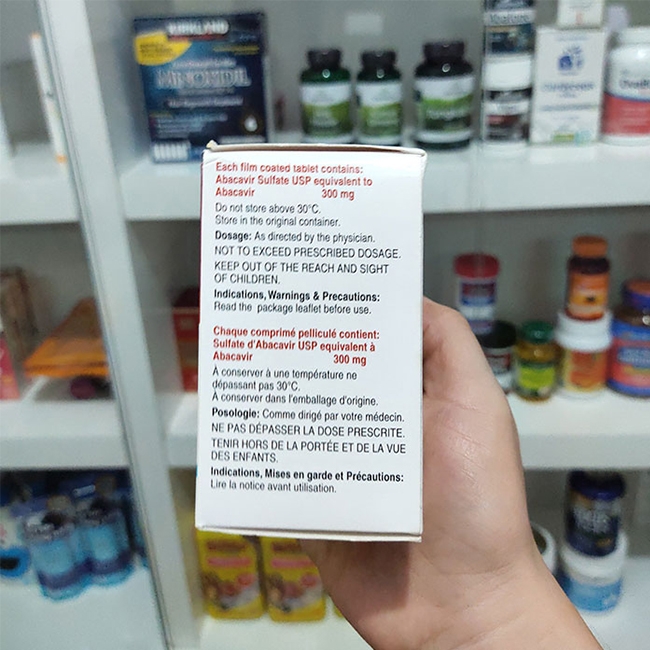 KIRKLAND
MINOXIDIL
Each film coated tablet contains:
Abacavir Sulfate USP equivalent to
Abacavir 300 mg
Do not store above 30°C.
Store in the original container.
Dosage: As directed by the physician.
NOT TO EXCEED PRESCRIBED DOSAGE.
KEEP OUT OF THE REACH AND SIGHT
OF CHILDREN.
Indications, Warnings & Precautions:
Read the package leaflet before use.
Chaque comprimé pelliculé contient:
Sulfate d'Abacavir USP equivalent à
Abacavir 300 mg
À conserver à une température ne
dépassant pas 30°C.
À conserver dans l'emballage d'origine.
Posologie: Comme dirigé par votre médecin.
NE PAS DÉPASSER LA DOSE PRESCRITE.
TENIR HORS DE LA PORTÉE ET DE LA VUE
DES ENFANTS.
Indications, Mises en garde et Précautions:
Lire la notice avant utilisation.